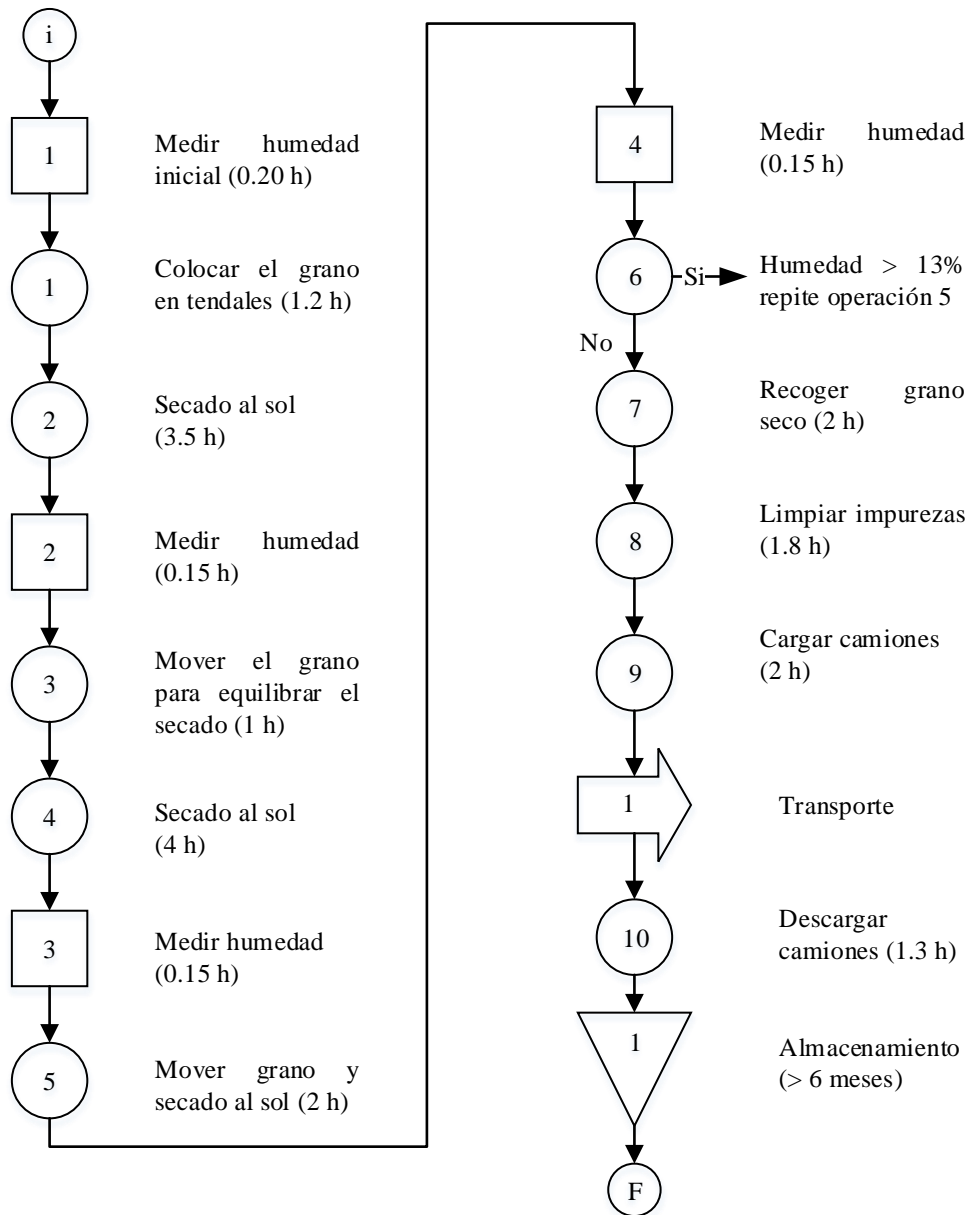 i
1
Medir humedad
inicial (0.20 h)
1
Colocar el grano
en tendales (1.2 h)
2
Secado al sol
(3.5 h)
2
Medir humedad
(0.15 h)
3
Mover el grano
para equilibrar el
secado (1 h)
4
Secado al sol
(4 h)
3
Medir humedad
(0.15 h)
5
Mover grano y
secado al sol (2 h)
4
Medir humedad
(0.15 h)
6
Si
Humedad > 13%
repite operación 5
No
7
Recoger grano
seco (2 h)
8
Limpiar impurezas
(1.8 h)
9
Cargar camiones
(2 h)
1
Transporte
10
Descargar
camiones (1.3 h)
1
Almacenamiento
(> 6 meses)
F